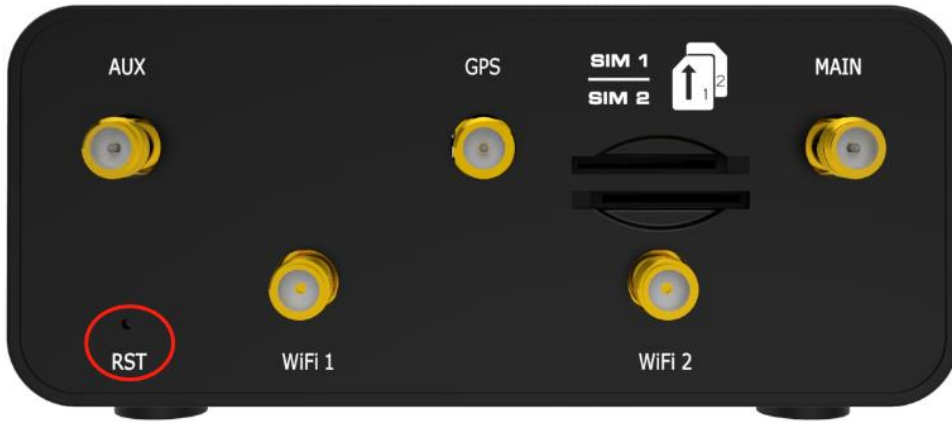 AUX
GPS
SIM 1
SIM 2
1
2
MAIN
RST
WiFi 1
WiFi 2